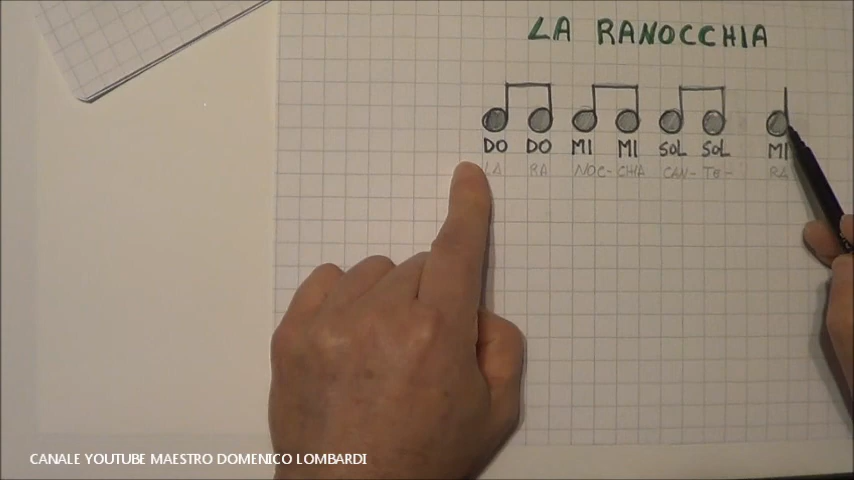 LA RANOCCHIA
DO DO MI MI SOL SOL MI
LA RA NOC- CHIA CAN- TE- RA
CANALE YOUTUBE MAESTRO DOMENICO LOMBARDI